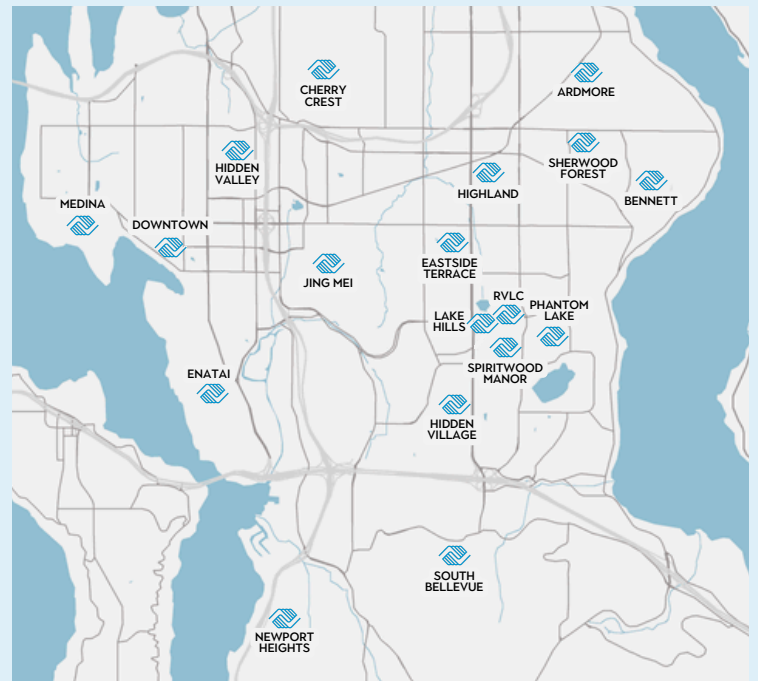 CHERRY
CREST
ARDMORE
HIDDEN
VALLEY
SHERWOOD
FOREST
HIGHLAND
BENNETT
MEDINA
DOWNTOWN
EASTSIDE
TERRACE
JING MEI
RVLC
PHANTOM
LAKE
LAKE
HILLS
SPIRITWOOD
MANOR
ENATAI
HIDDEN
VILLAGE
SOUTH
BELLEVUE
NEWPORT
HEIGHTS